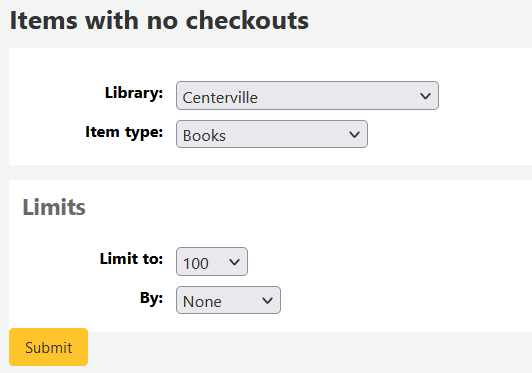 Items with no checkouts
Library: Centerville
Item type: Books
Limits
Limit to: 100
By: None
Submit